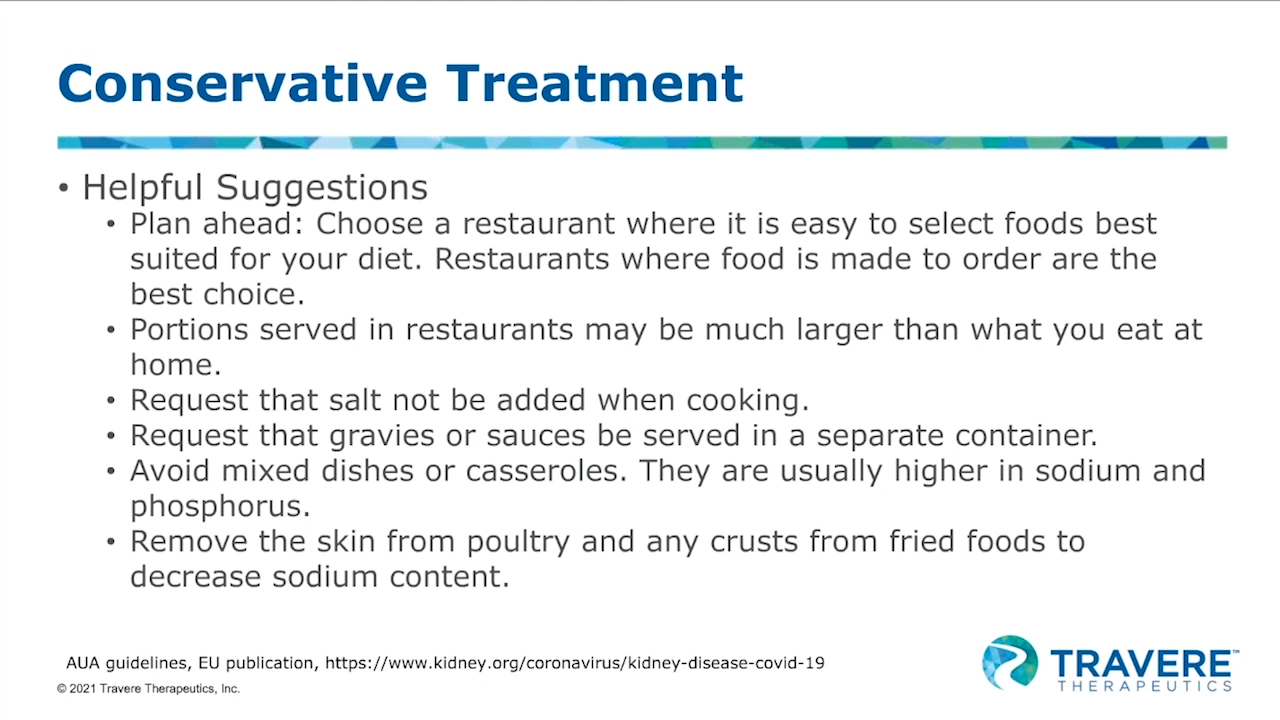 Conservative Treatment
• Helpful Suggestions
• Plan ahead: Choose a restaurant where it is easy to select foods best
suited for your diet. Restaurants where food is made to order are the
best choice.
• Portions served in restaurants may be much larger than what you eat at
home.
• Request that salt not be added when cooking.
• Request that gravies or sauces be served in a separate container.
• Avoid mixed dishes or casseroles. They are usually higher in sodium and
phosphorus.
• Remove the skin from poultry and any crusts from fried foods to
decrease sodium content.
AUA guidelines, EU publication, https://www.kidney.org/coronavirus/kidney-disease-covid-19
© 2021 Travere Therapeutics, Inc.
TRAVERE™
THERAPEUTICS